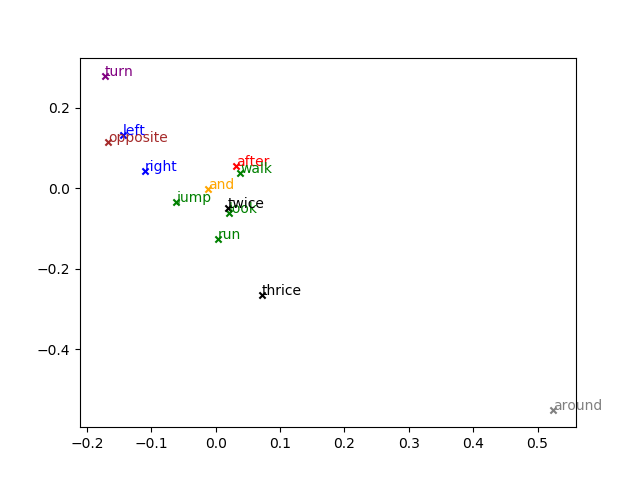 turn
0.2
left
opposite
after
right
walk
0.0
and
jump
twice
look
run
−0.2
thrice
−0.4
around
−0.2 −0.1 0.0 0.1 0.2 0.3 0.4 0.5